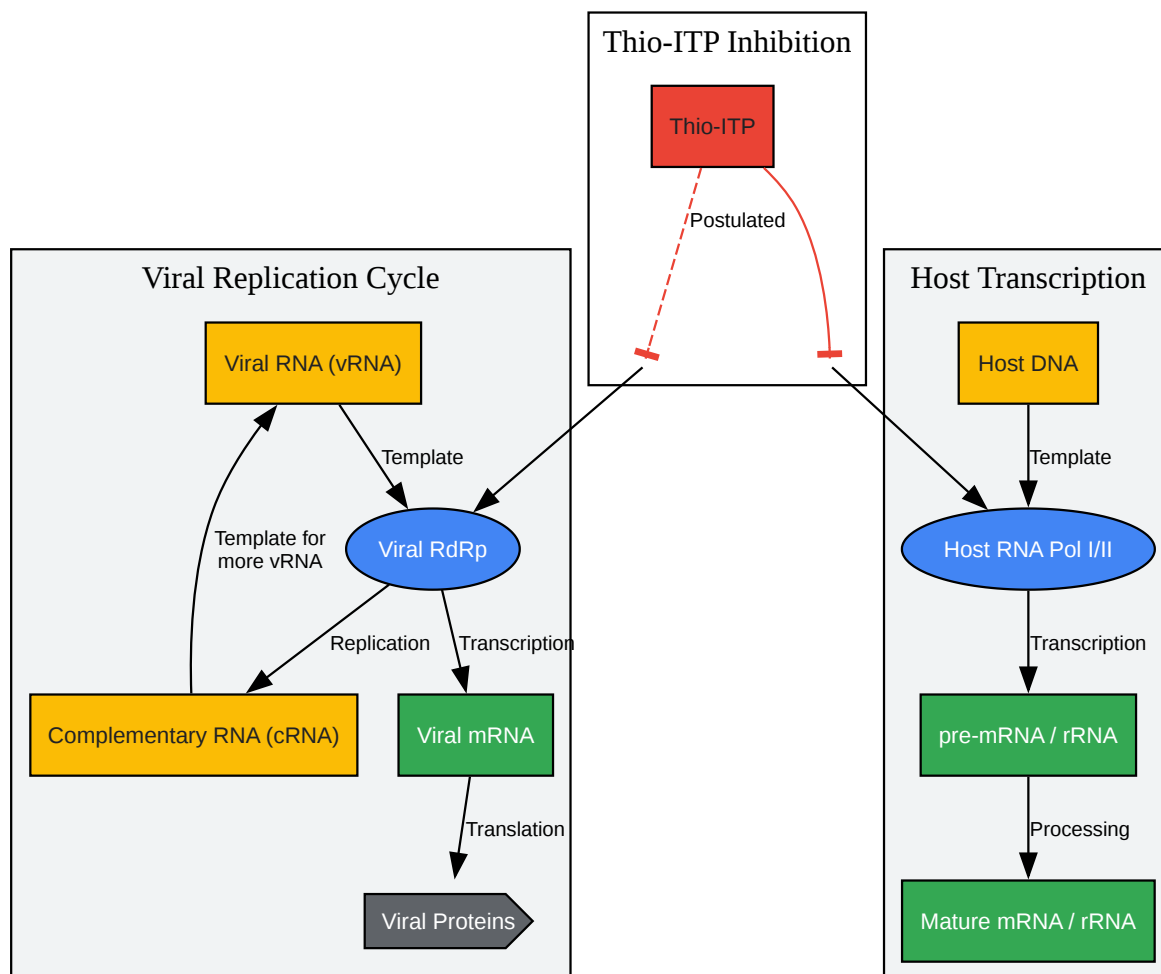 Thio-ITP Inhibition
Thio-ITP
Postulated
Viral Replication Cycle
Viral RNA (vRNA)
Template
Template for
more vRNA
Viral RdRp
Replication
Transcription
Complementary RNA (cRNA)
Viral mRNA
Translation
Viral Proteins
Host Transcription
Host DNA
Template
Host RNA Pol I/II
Transcription
pre-mRNA / rRNA
Processing
Mature mRNA / rRNA